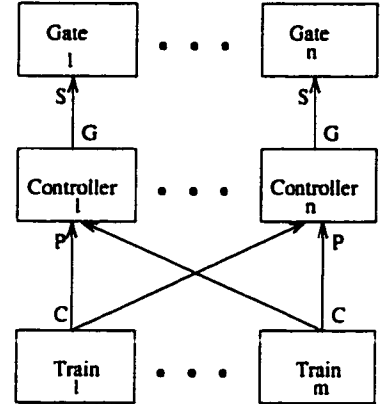 Gate Gate
1 n
S S
G G
Controller Controller
1 n
P P
C C
Train Train
1 m